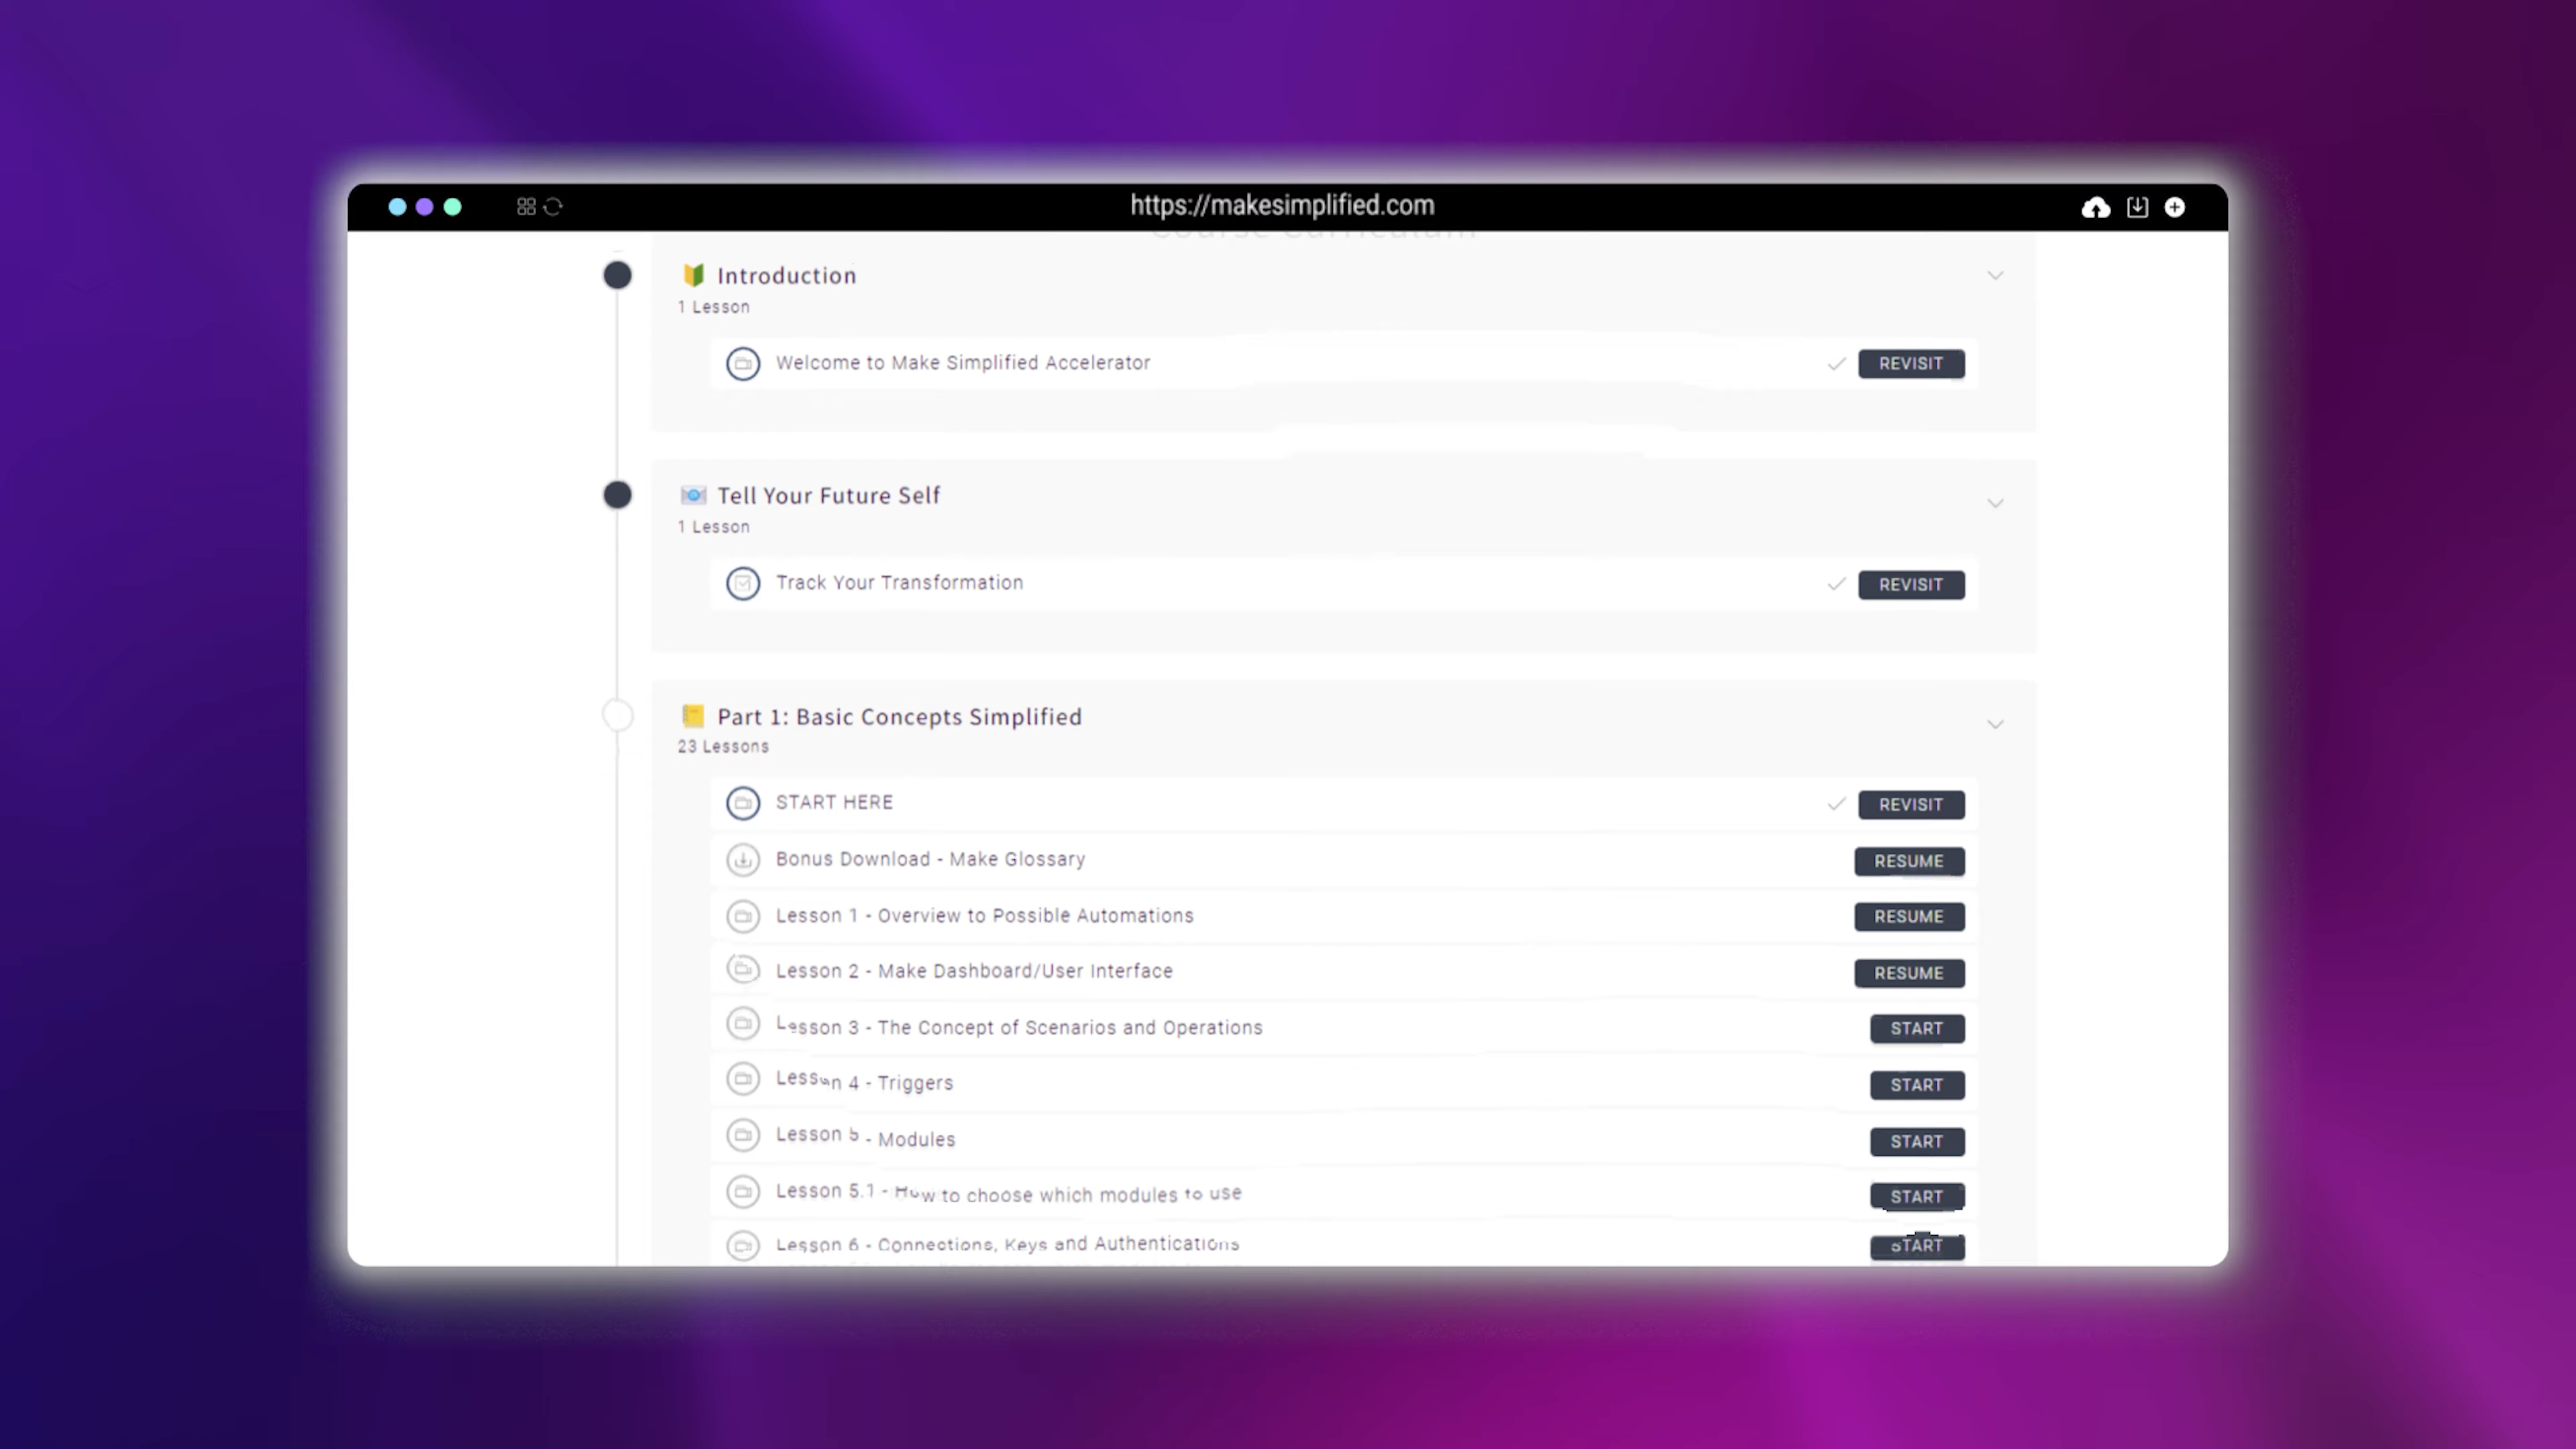 https://makesimplified.com
Course Curriculum
Introduction
1 Lesson
Welcome to Make Simplified Accelerator
REVISIT
Tell Your Future Self
1 Lesson
Track Your Transformation
REVISIT
Part 1: Basic Concepts Simplified
23 Lessons
START HERE
REVISIT
Bonus Download - Make Glossary
RESUME
Lesson 1 - Overview to Possible Automations
RESUME
Lesson 2 - Make Dashboard/User Interface
RESUME
Lesson 3 - The Concept of Scenarios and Operations
START
Lesson 4 - Triggers
START
Lesson 5 - Modules
START
Lesson 5.1 - How to choose which modules to use
START
Lesson 6 - Connections, Keys and Authentications
START